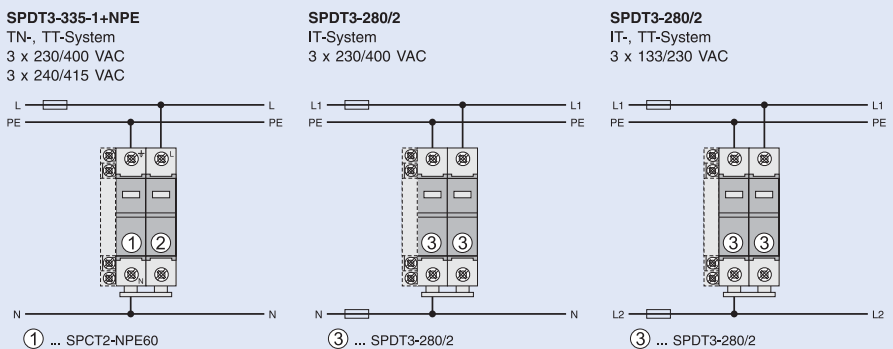 SPDT3-335-1+NPE
TN-, TT-System
3 x 230/400 VAC
3 x 240/415 VAC
L L
PE PE
L
1 2
N
N N
1 ... SPCT2-NPE60
SPDT3-280/2
IT-System
3 x 230/400 VAC
L1 L1
PE PE
3 3
N N
3 ... SPDT3-280/2
SPDT3-280/2
IT-, TT-System
3 x 133/230 VAC
L1 L1
PE PE
3 3
L2 L2
3 ... SPDT3-280/2